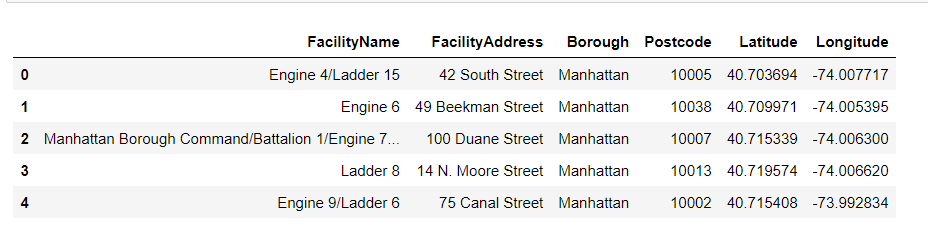 FacilityName FacilityAddress Borough Postcode Latitude Longitude
0 Engine 4/Ladder 15 42 South Street Manhattan 10005 40.703694 -74.007717
1 Engine 6 49 Beekman Street Manhattan 10038 40.709971 -74.005395
2 Manhattan Borough Command/Battalion 1/Engine 7... 100 Duane Street Manhattan 10007 40.715339 -74.006300
3 Ladder 8 14 N. Moore Street Manhattan 10013 40.719574 -74.006620
4 Engine 9/Ladder 6 75 Canal Street Manhattan 10002 40.715408 -73.992834